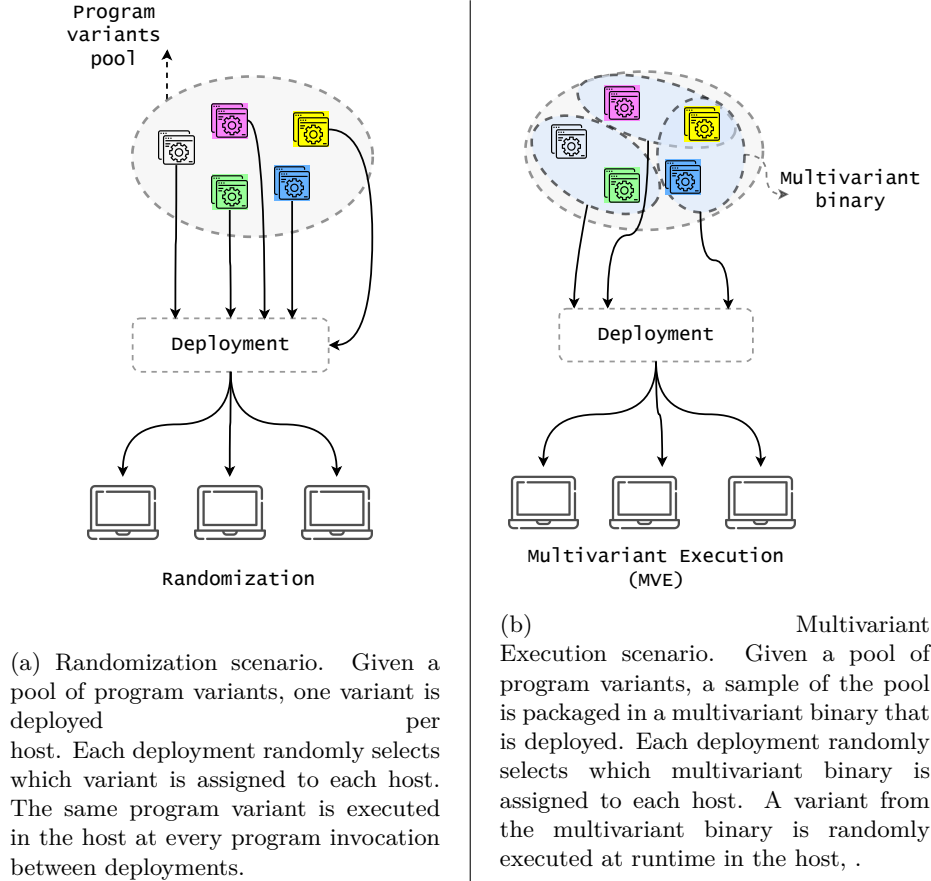 Program
variants
pool
Deployment
Randomization
(a) Randomization scenario. Given a
pool of program variants, one variant is
deployed per
host. Each deployment randomly selects
which variant is assigned to each host.
The same program variant is executed
in the host at every program invocation
between deployments.
Multivariant
binary
Deployment
Multivariant Execution
(MVE)
(b) Multivariant
Execution scenario. Given a pool of
program variants, a sample of the pool
is packaged in a multivariant binary that
is deployed. Each deployment randomly
selects which multivariant binary is
assigned to each host. A variant from
the multivariant binary is randomly
executed at runtime in the host, .